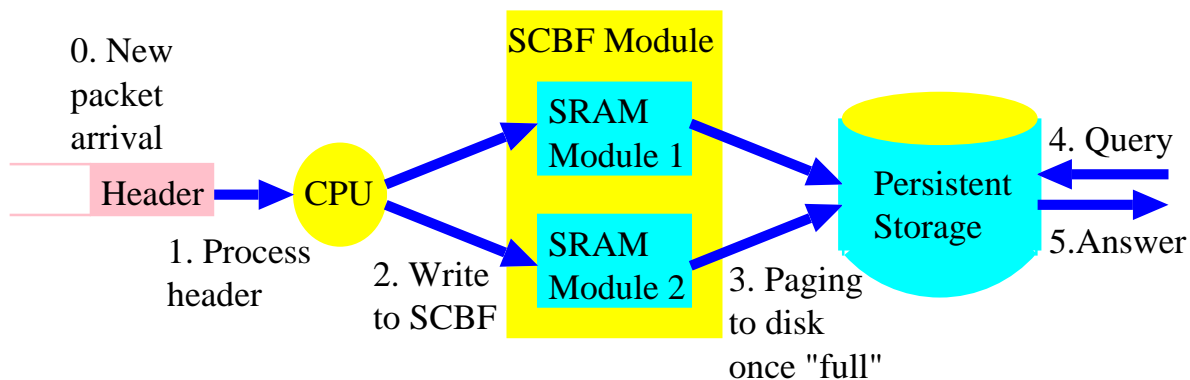 0. New
packet
arrival
Header
1. Process
header
CPU
2. Write
to SCBF
SCBF Module
SRAM
Module 1
SRAM
Module 2
3. Paging
to disk
once "full"
Persistent
Storage
4. Query
5.Answer